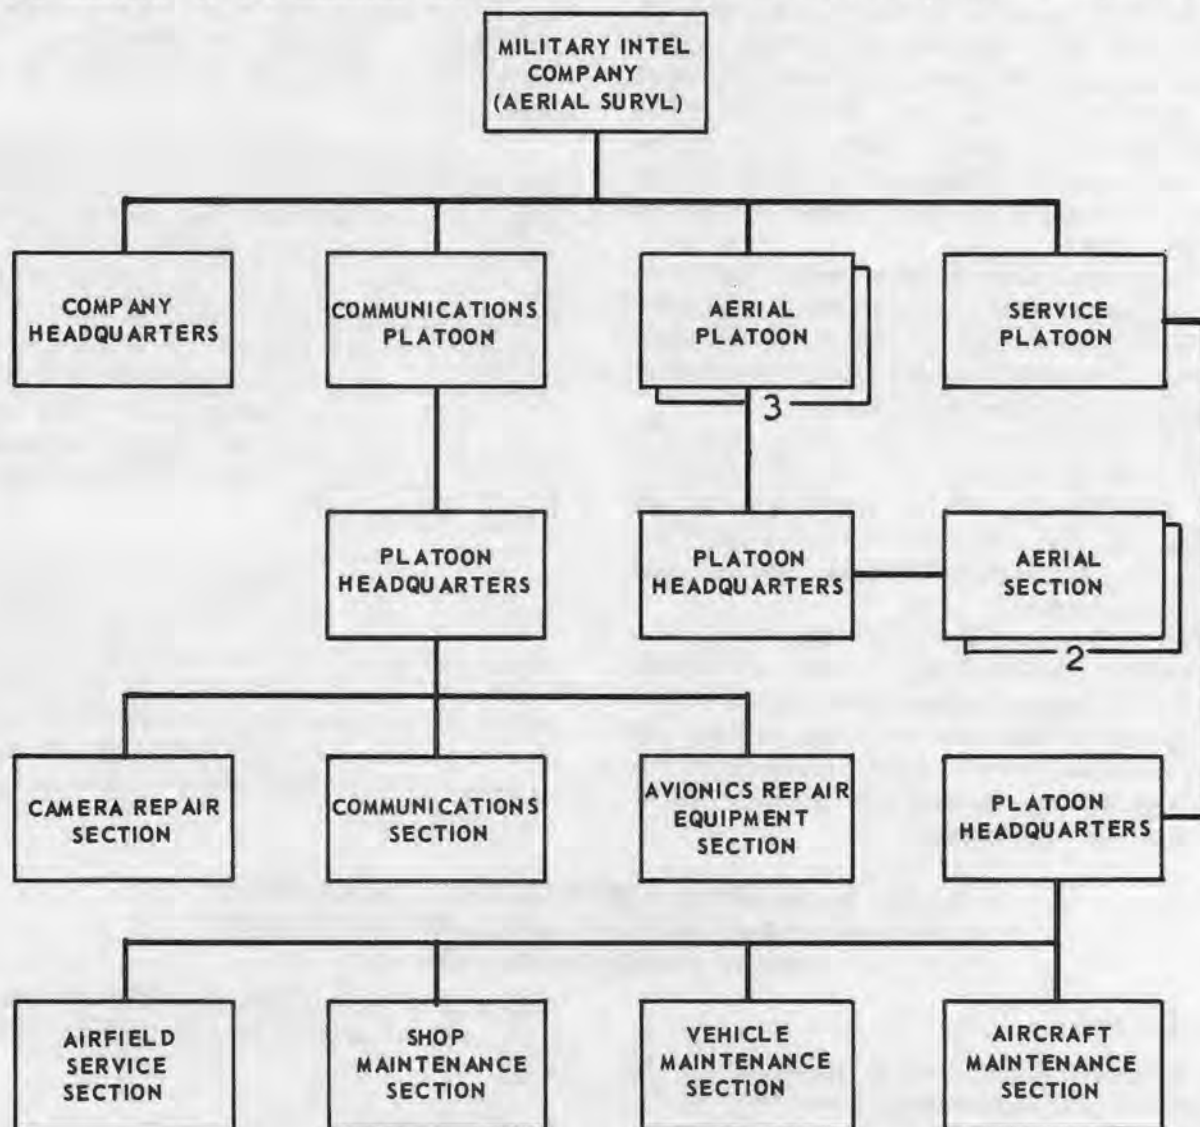 MILITARY INTEL
COMPANY
(AERIAL SURVL)
COMPANY
HEADQUARTERS
COMMUNICATIONS
PLATOON
AERIAL
PLATOON
3
SERVICE
PLATOON
PLATOON
HEADQUARTERS
PLATOON
HEADQUARTERS
AERIAL
SECTION
2
CAMERA REPAIR
SECTION
COMMUNICATIONS
SECTION
AVIONICS REPAIR
EQUIPMENT
SECTION
PLATOON
HEADQUARTERS
AIRFIELD
SERVICE
SECTION
SHOP
MAINTENANCE
SECTION
VEHICLE
MAINTENANCE
SECTION
AIRCRAFT
MAINTENANCE
SECTION